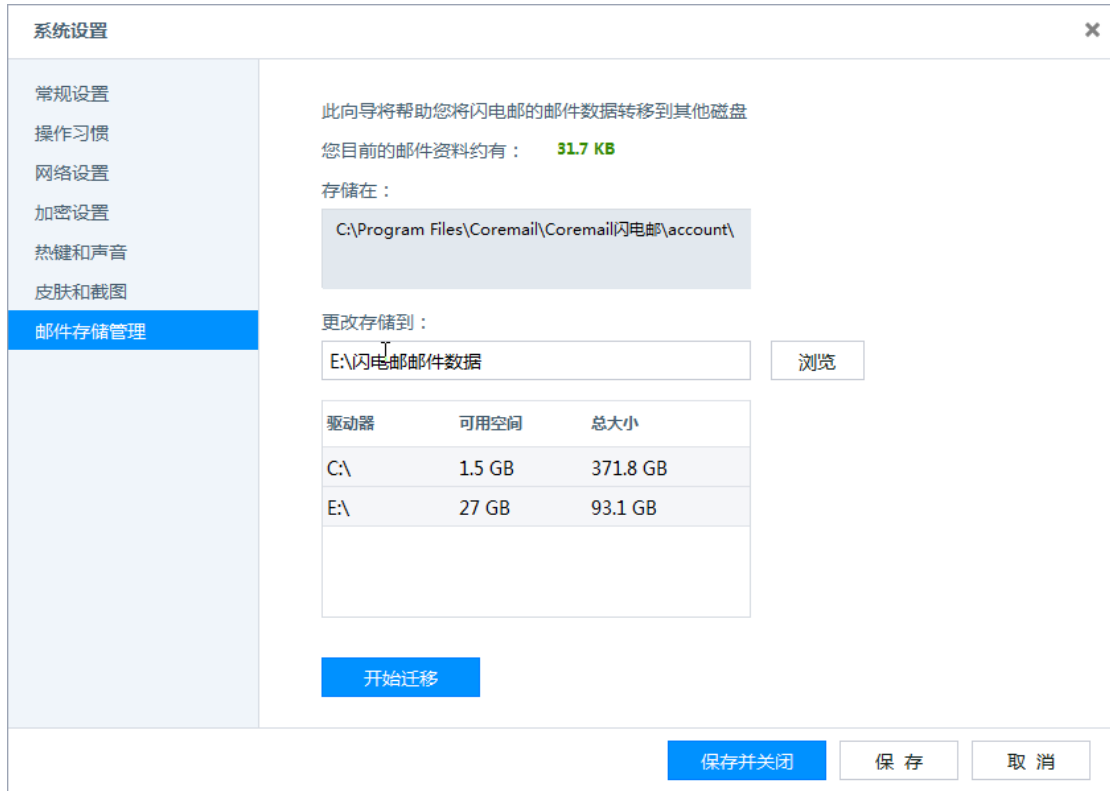 系统设置
常规设置
操作习惯
网络设置
加密设置
热键和声音
皮肤和截图
邮件存储管理
此向导将帮助您将闪电邮的邮件数据转移到其他磁盘
您目前的邮件资料约有： 31.7 KB
存储在：
C:\Program Files\Coremail\Coremail闪电邮\account\
更改存储到：
E:\闪电邮邮件数据 浏览
驱动器 可用空间 总大小
C:\ 1.5 GB 371.8 GB
E:\ 27 GB 93.1 GB
开始迁移
保存并关闭 保 存 取 消